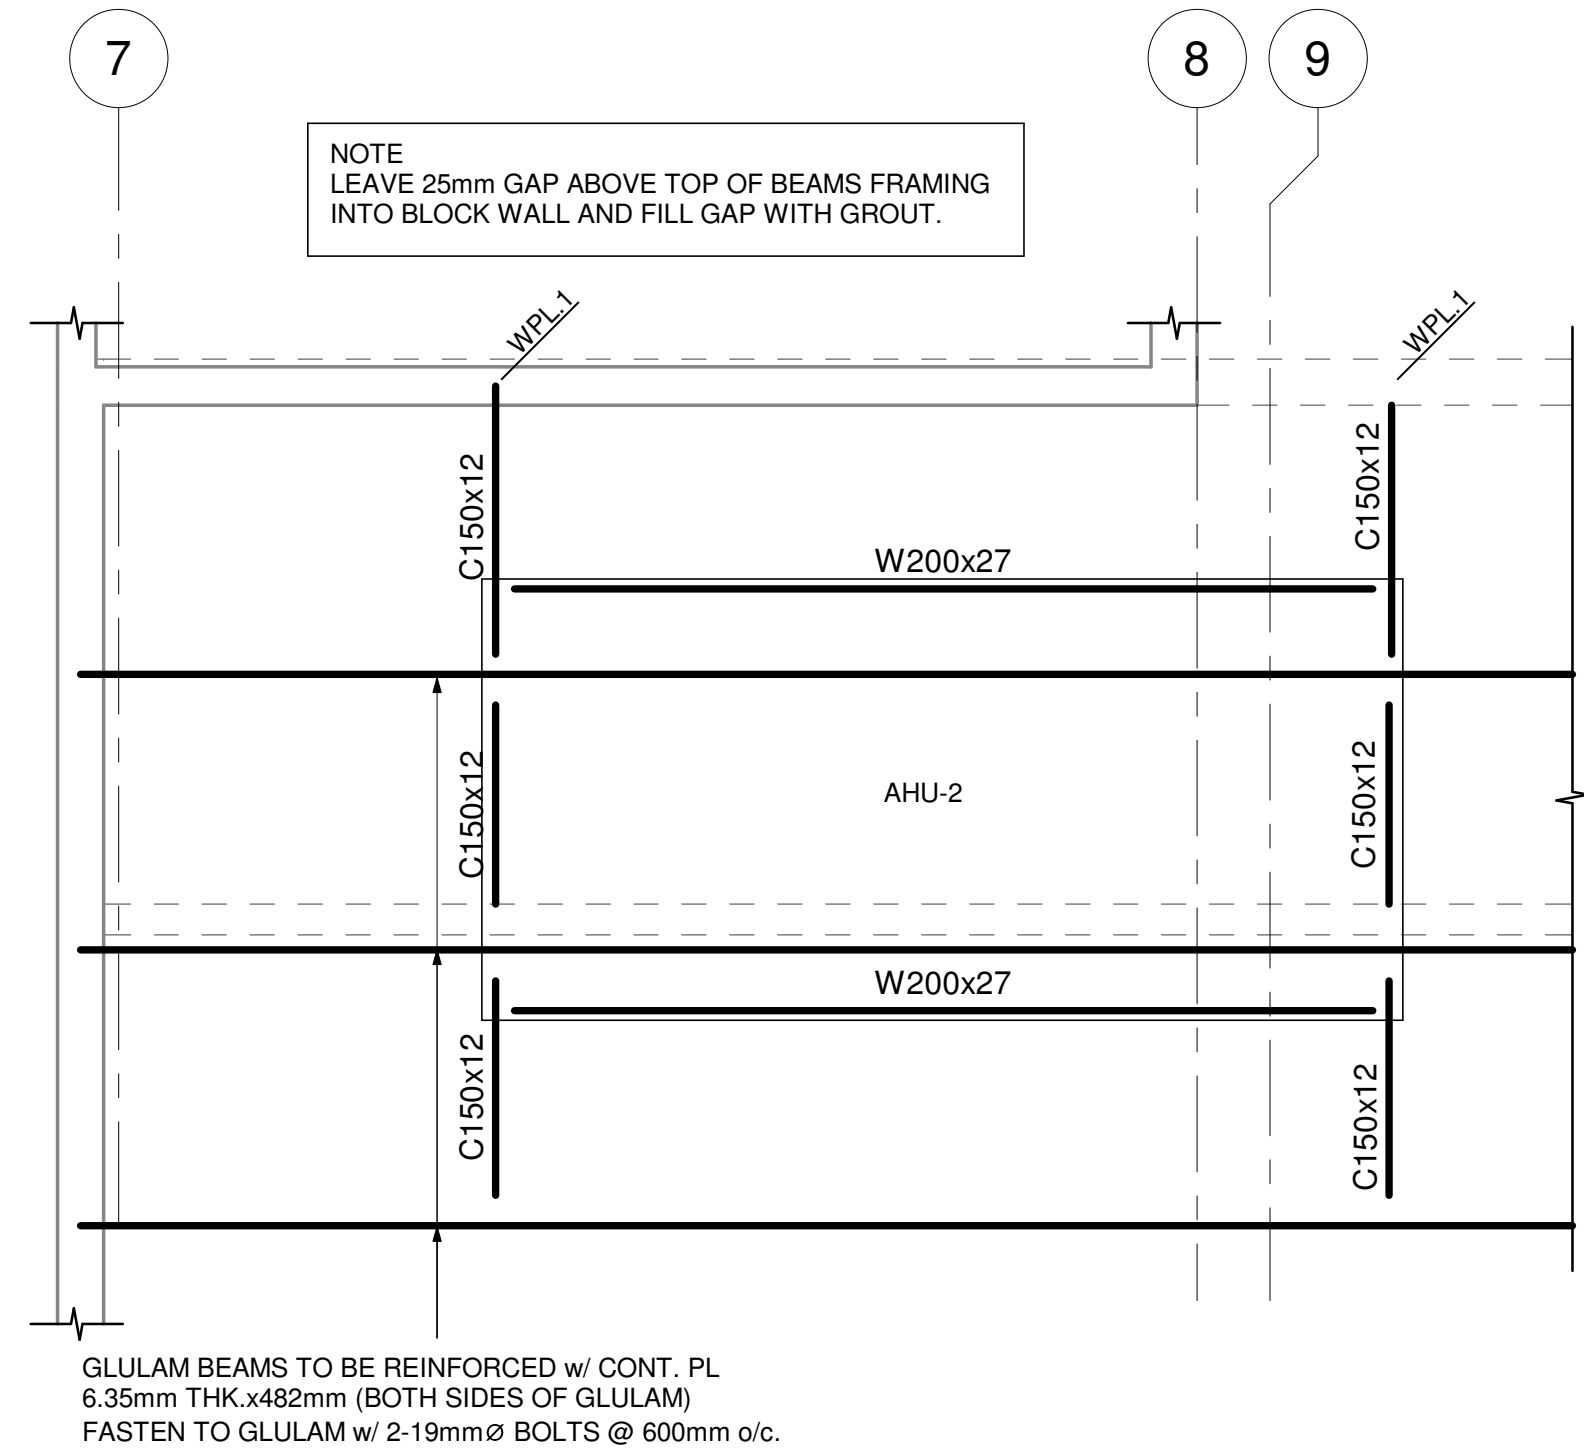 7
8
9
NOTE
LEAVE 25mm GAP ABOVE TOP OF BEAMS FRAMING
INTO BLOCK WALL AND FILL GAP WITH GROUT.
WPL.1
WPL.1
C150x12
C150x12
W200x27
C150x12
AHU-2
C150x12
W200x27
C150x12
C150x12
GLULAM BEAMS TO BE REINFORCED w/ CONT. PL
6.35mm THK.x482mm (BOTH SIDES OF GLULAM)
FASTEN TO GLULAM w/ 2-19mm∅ BOLTS @ 600mm o/c.